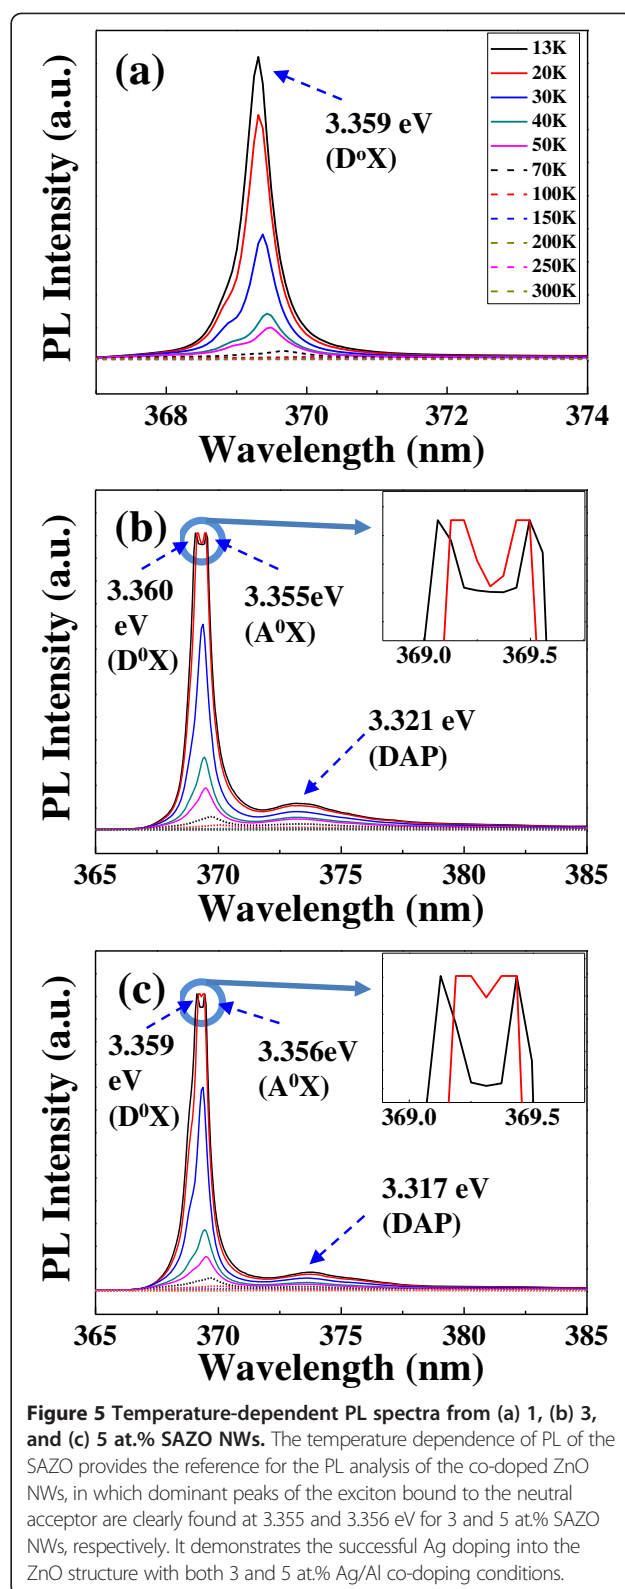 (a)
3.359 eV
(D⁰X)
13K
20K
30K
40K
50K
70K
100K
150K
200K
250K
300K
PL Intensity (a.u.)
368 370 372 374
Wavelength (nm)
(b)
3.360
eV
(D⁰X)
3.355eV
(A⁰X)
3.321 eV
(DAP)
369.0 369.5
PL Intensity (a.u.)
365 370 375 380 385
Wavelength (nm)
(c)
3.359
eV
(D⁰X)
3.356eV
(A⁰X)
3.317 eV
(DAP)
369.0 369.5
PL Intensity (a.u.)
365 370 375 380 385
Wavelength (nm)
Figure 5 Temperature-dependent PL spectra from (a) 1, (b) 3,
and (c) 5 at.% SAZO NWs. The temperature dependence of PL of the
SAZO provides the reference for the PL analysis of the co-doped ZnO
NWs, in which dominant peaks of the exciton bound to the neutral
acceptor are clearly found at 3.355 and 3.356 eV for 3 and 5 at.% SAZO
NWs, respectively. It demonstrates the successful Ag doping into the
ZnO structure with both 3 and 5 at.% Ag/Al co-doping conditions.